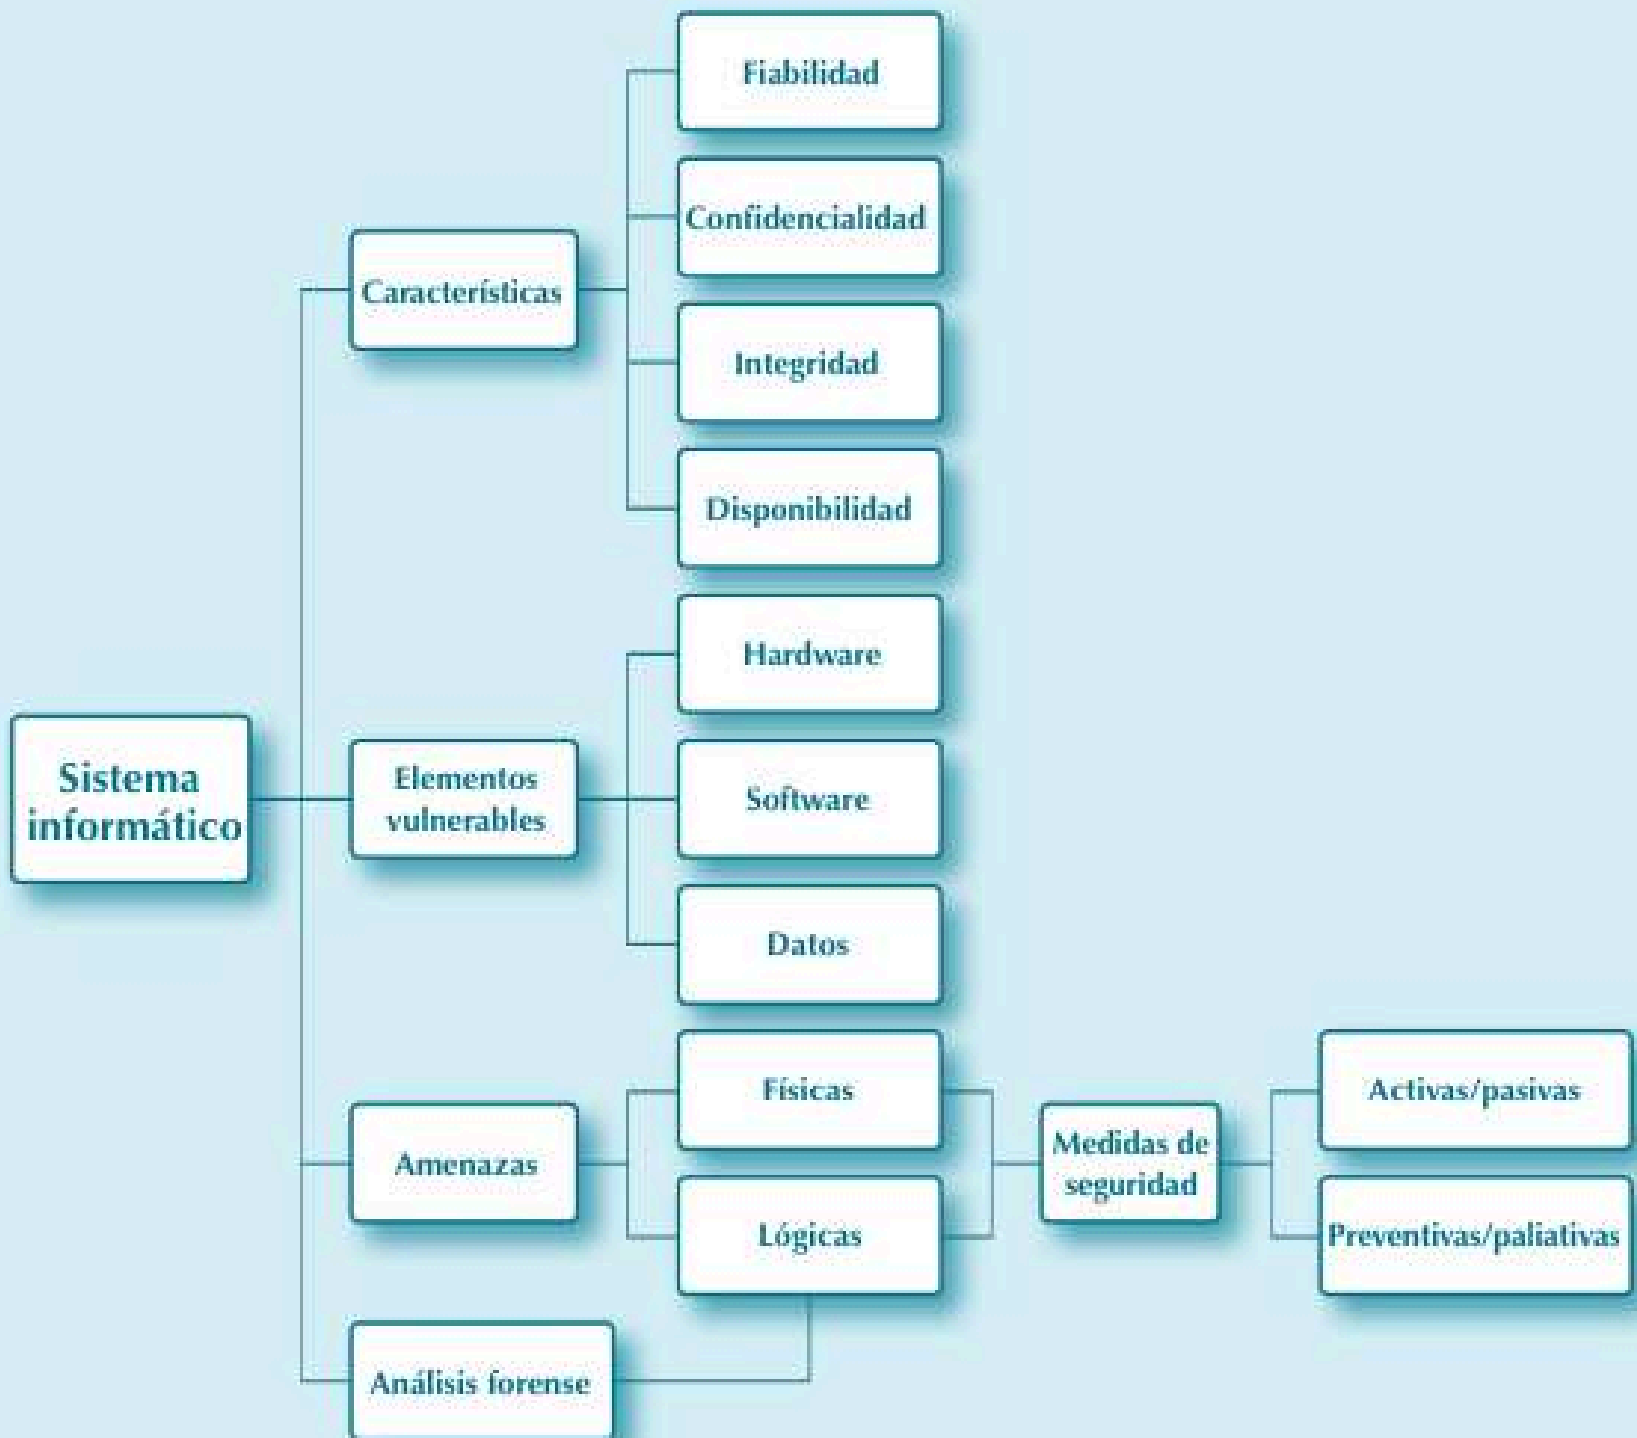 Fiabilidad
Confidencialidad
Características
Integridad
Disponibilidad
Hardware
Sistema
informático
Elementos
vulnerables
Software
Datos
Físicas
Activas/pasivas
Amenazas
Medidas de
seguridad
Lógicas
Preventivas/paliativas
Análisis forense